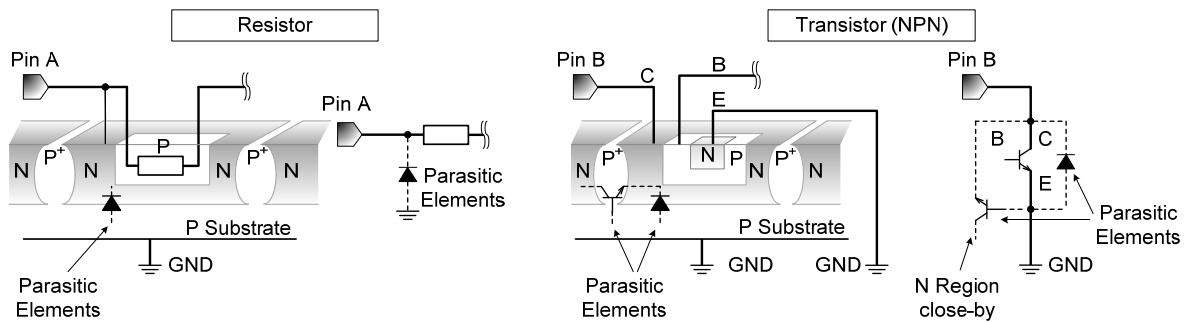 Resistor
Transistor (NPN)
Pin A
Pin B
C
B
E
Pin B
Pin A
N
P+
N
P
P+
N
N
Parasitic
Elements
N
P+
N
N
P
P+
N
B
C
E
P Substrate
GND
Parasitic
Elements
P Substrate
GND
GND
Parasitic
Elements
Parasitic
Elements
GND
N Region
close-by